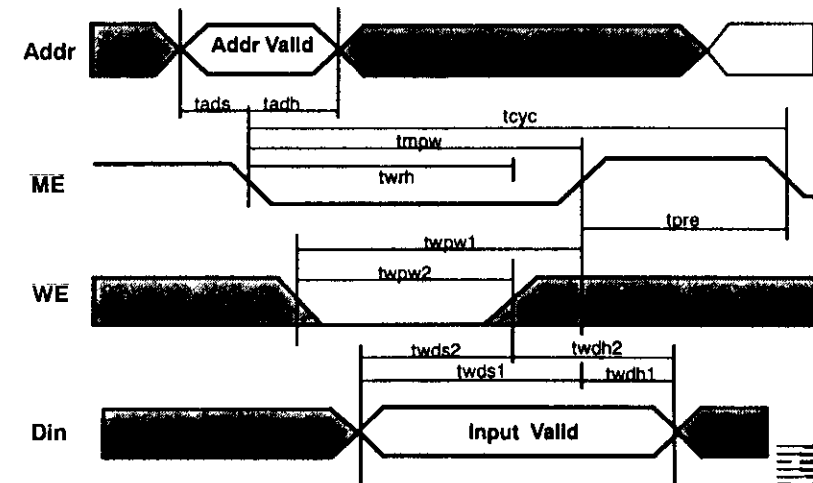 Addr
Addr Valid
tads
tadh
tcyc
tmpw
ME
twrh
tpre
twpw1
WE
twpw2
twds2
twdh2
twds1
twdh1
Din
Input Valid